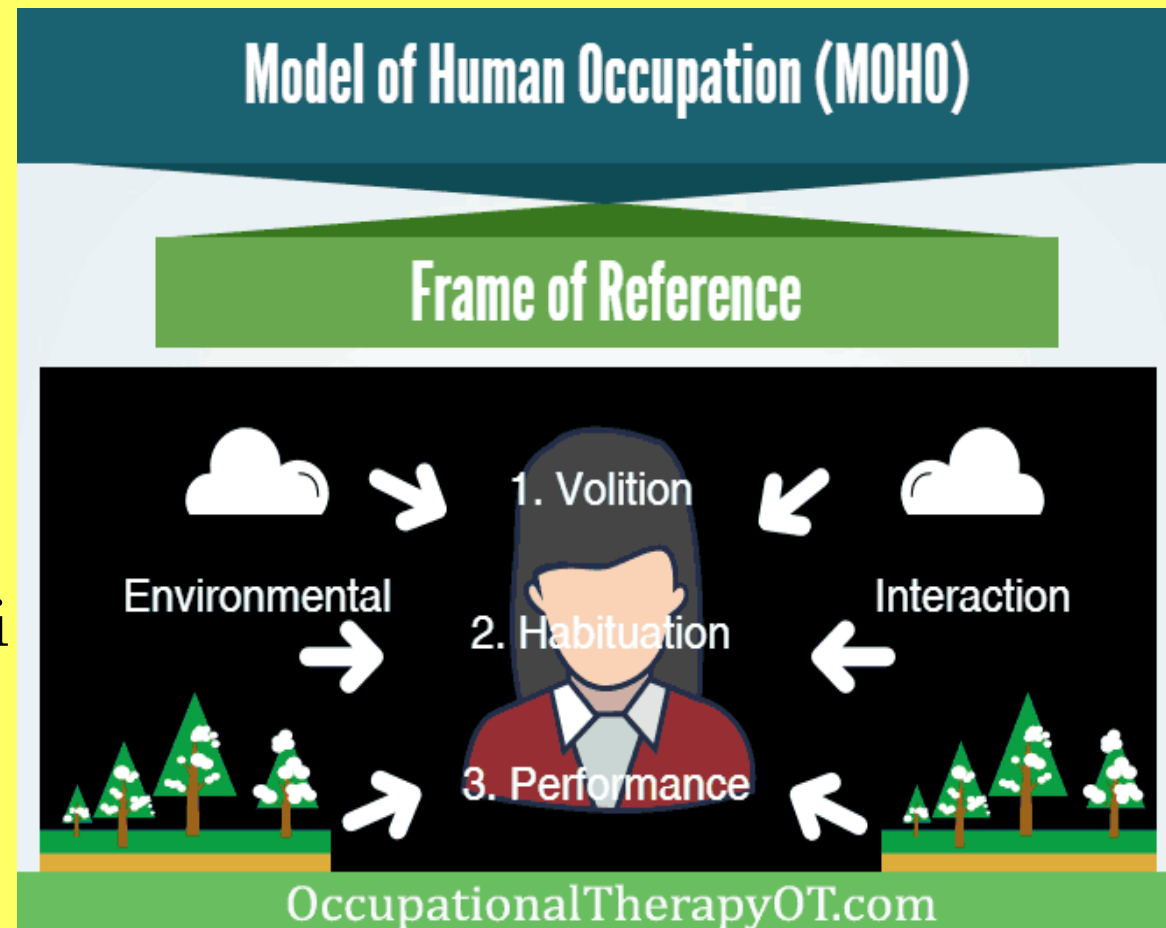 Model of Human Occupation (MOHO)
Frame of Reference
1. Volition
Environmental
Interaction
2. Habituation
3. Performance
OccupationalTherapyOT.com